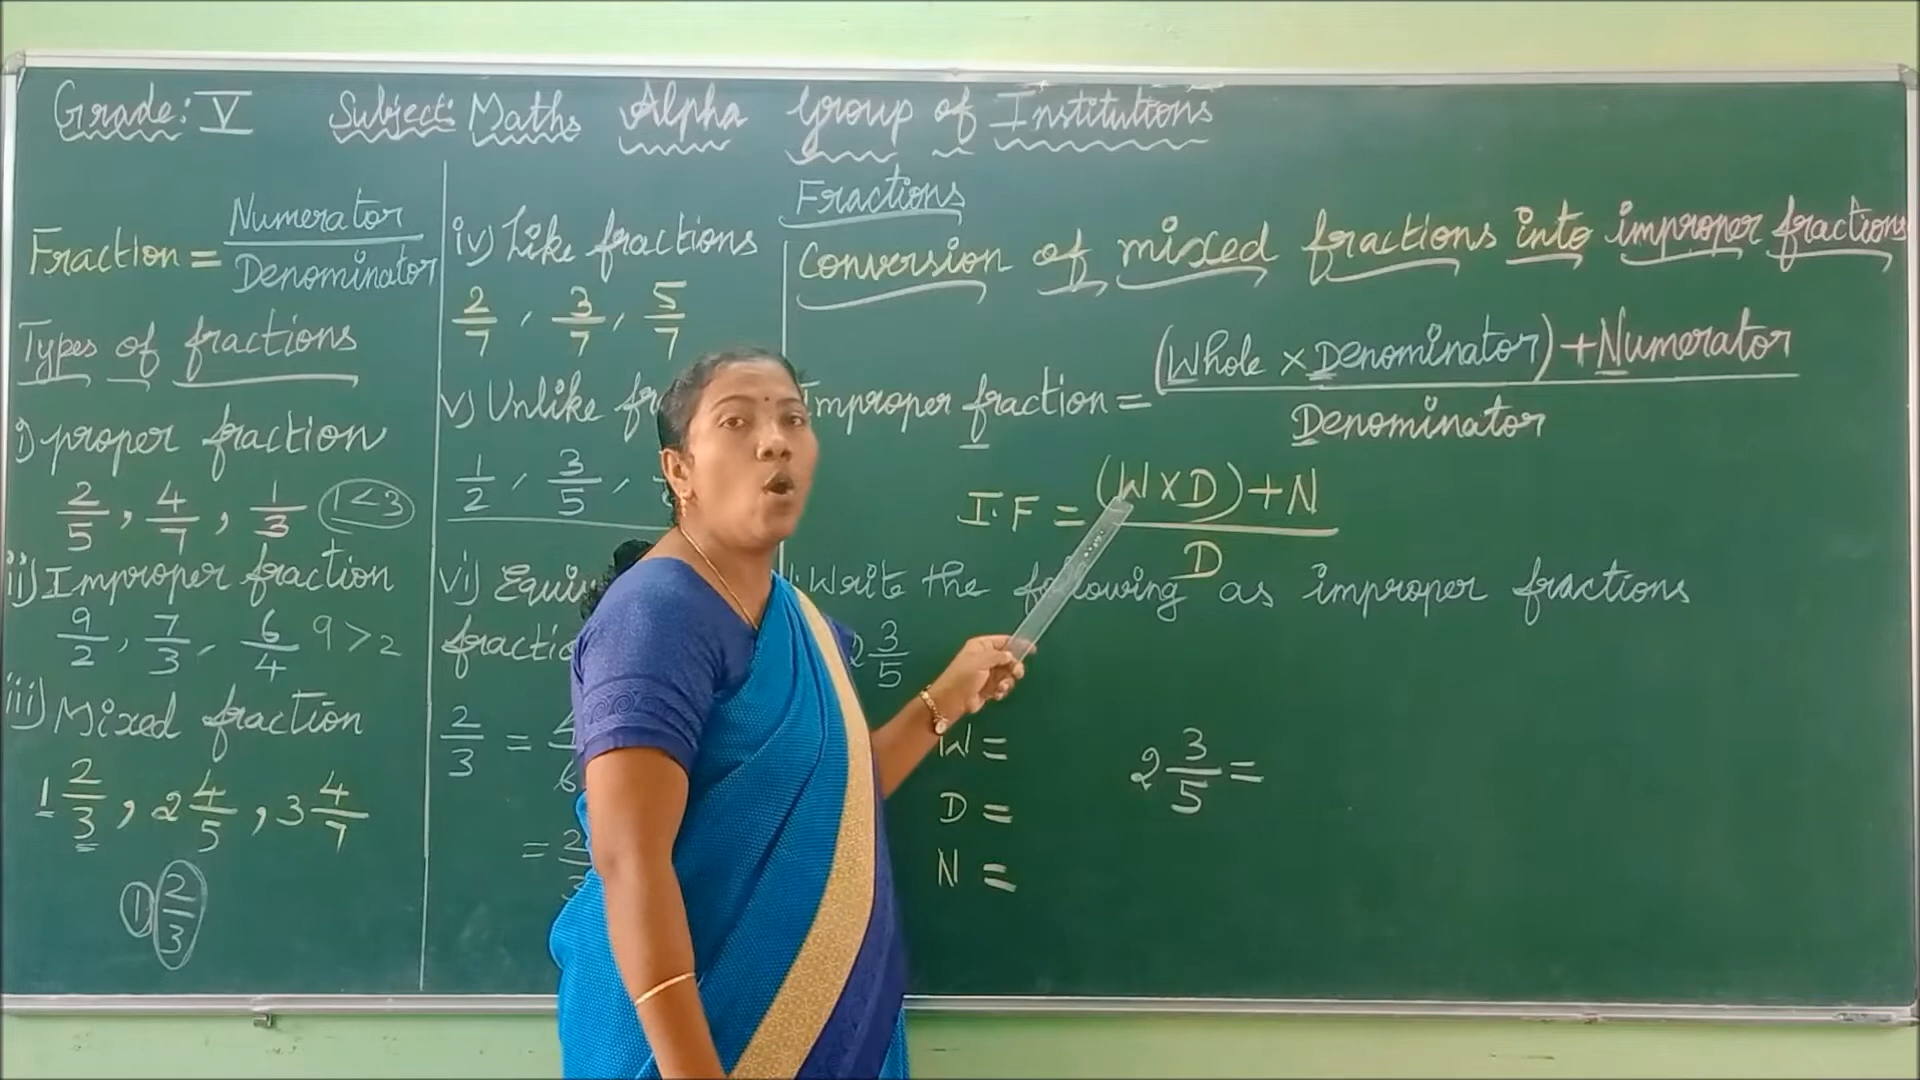 Grade: V Subject: Maths Alpha Group of Institutions
Fraction = Numerator / Denominator
Types of fractions
i) proper fraction
2/5, 4/7, 1/3 1<3
ii) Improper fraction
9/2, 7/3, 6/4 9>2
iii) Mixed fraction
1 2/3, 2 4/5, 3 4/7
1 2/3
iv) Like fractions
2/7, 3/7, 5/7
v) Unlike
1/2, 3/5,
vi)
2/3 =
=
Fractions
Conversion of mixed fractions into improper fractions
Improper fraction = (Whole × Denominator) + Numerator / Denominator
I.F = (W×D)+N / D
Write the following as improper fractions
2 3/5
W =
D =
N =
2 3/5 =